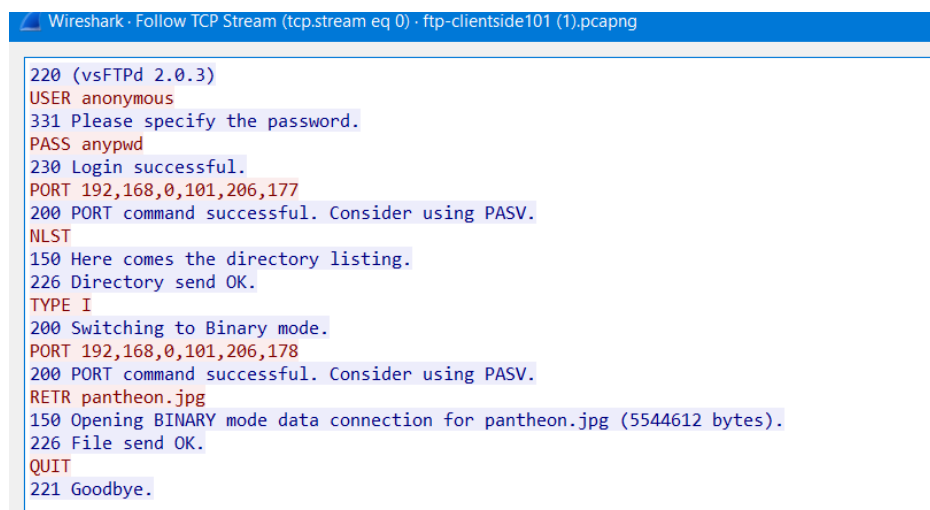 Wireshark · Follow TCP Stream (tcp.stream eq 0) · ftp-clientside101 (1).pcapng
220 (vsFTPd 2.0.3)
USER anonymous
331 Please specify the password.
PASS anypwd
230 Login successful.
PORT 192,168,0,101,206,177
200 PORT command successful. Consider using PASV.
NLST
150 Here comes the directory listing.
226 Directory send OK.
TYPE I
200 Switching to Binary mode.
PORT 192,168,0,101,206,178
200 PORT command successful. Consider using PASV.
RETR pantheon.jpg
150 Opening BINARY mode data connection for pantheon.jpg (5544612 bytes).
226 File send OK.
QUIT
221 Goodbye.